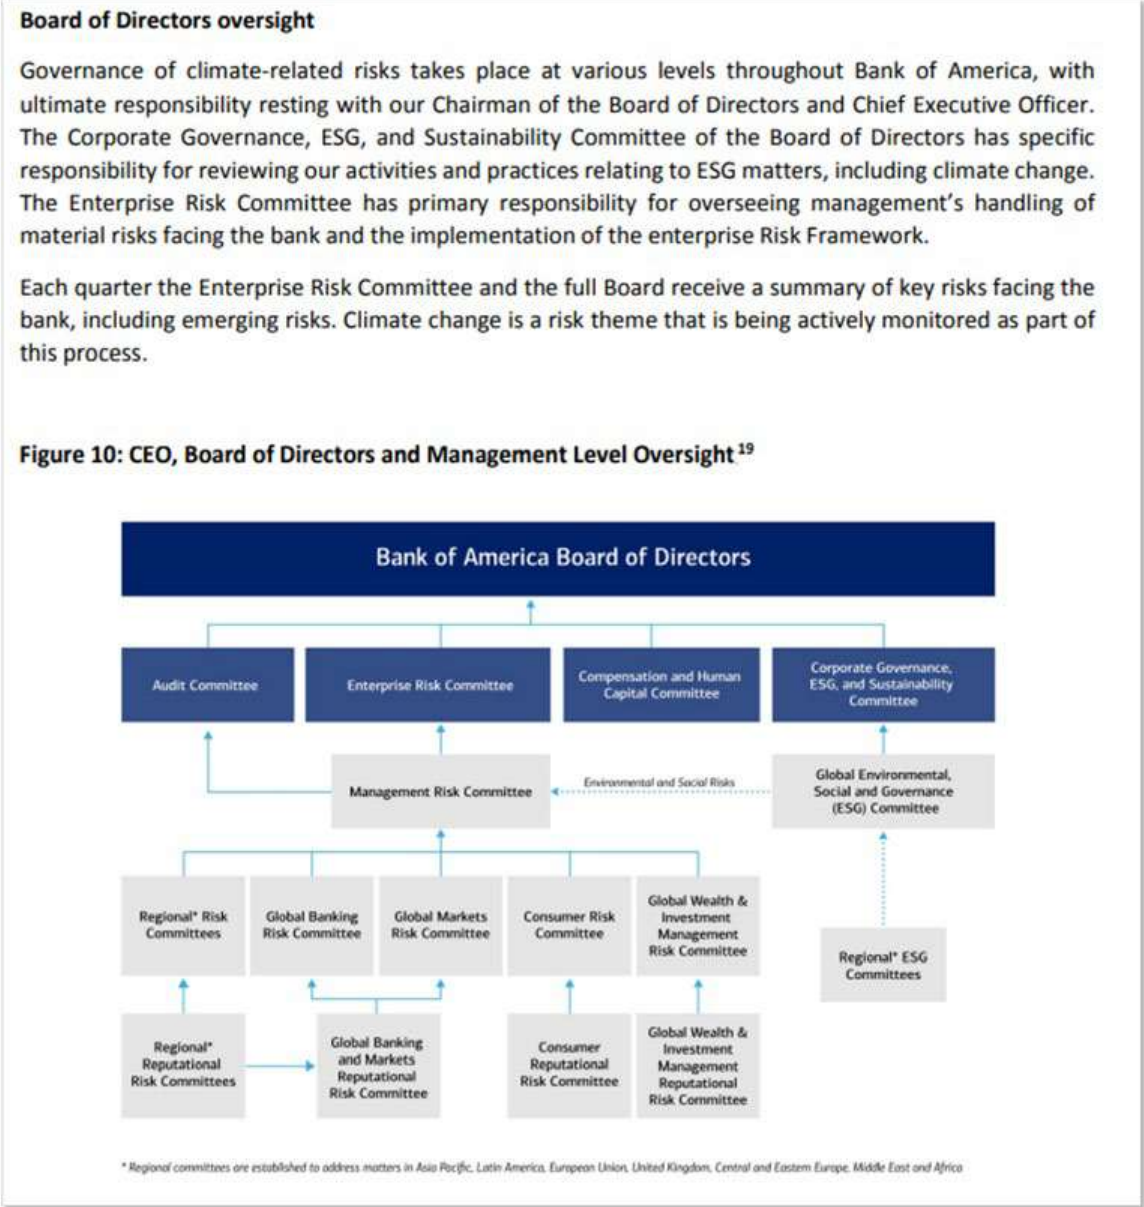 Board of Directors oversight
Governance of climate-related risks takes place at various levels throughout Bank of America, with
ultimate responsibility resting with our Chairman of the Board of Directors and Chief Executive Officer.
The Corporate Governance, ESG, and Sustainability Committee of the Board of Directors has specific
responsibility for reviewing our activities and practices relating to ESG matters, including climate change.
The Enterprise Risk Committee has primary responsibility for overseeing management's handling of
material risks facing the bank and the implementation of the enterprise Risk Framework.
Each quarter the Enterprise Risk Committee and the full Board receive a summary of key risks facing the
bank, including emerging risks. Climate change is a risk theme that is being actively monitored as part of
this process.
Figure 10: CEO, Board of Directors and Management Level Oversight 19
Bank of America Board of Directors
Audit Committee
Enterprise Risk Committee
Compensation and Human
Capital Committee
Corporate Governance,
ESG, and Sustainability
Committee
Management Risk Committee
Environmental and Social Risks
Global Environmental,
Social and Governance
(ESG) Committee
Regional* Risk
Committees
Global Banking
Risk Committee
Global Markets
Risk Committee
Consumer Risk
Committee
Global Wealth &
Investment
Management
Risk Committee
Regional* ESG
Committees
Regional*
Reputational
Risk Committees
Global Banking
and Markets
Reputational
Risk Committee
Consumer
Reputational
Risk Committee
Global Wealth &
Investment
Management
Reputational
Risk Committee
* Regional committees are established to address matters in Asia Pacific, Latin America, European Union, United Kingdom, Central and Eastern Europe, Middle East and Africa